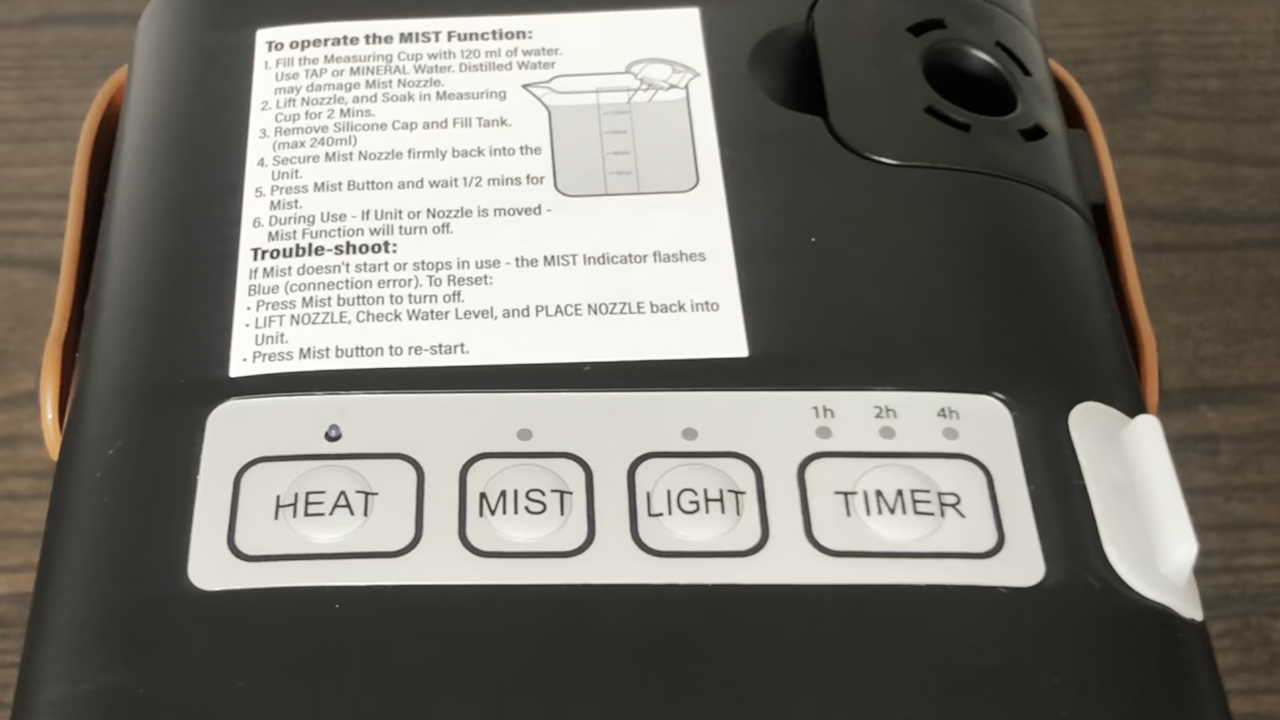 To operate the MIST Function:
1. Fill the Measuring Cup with 120 ml of water.
Use TAP or MINERAL Water. Distilled Water
may damage Mist Nozzle.
2. Lift Nozzle, and Soak in Measuring
Cup for 2 Mins.
3. Remove Silicone Cap and Fill Tank.
(max 240ml)
4. Secure Mist Nozzle firmly back into the
Unit.
5. Press Mist Button and wait 1/2 mins for
Mist.
6. During Use - If Unit or Nozzle is moved -
Mist Function will turn off.
Trouble-shoot:
If Mist doesn't start or stops in use - the MIST Indicator flashes
Blue (connection error). To Reset:
• Press Mist button to turn off.
• LIFT NOZZLE, Check Water Level, and PLACE NOZZLE back into
Unit.
• Press Mist button to re-start.
1h 2h 4h
HEAT MIST LIGHT TIMER